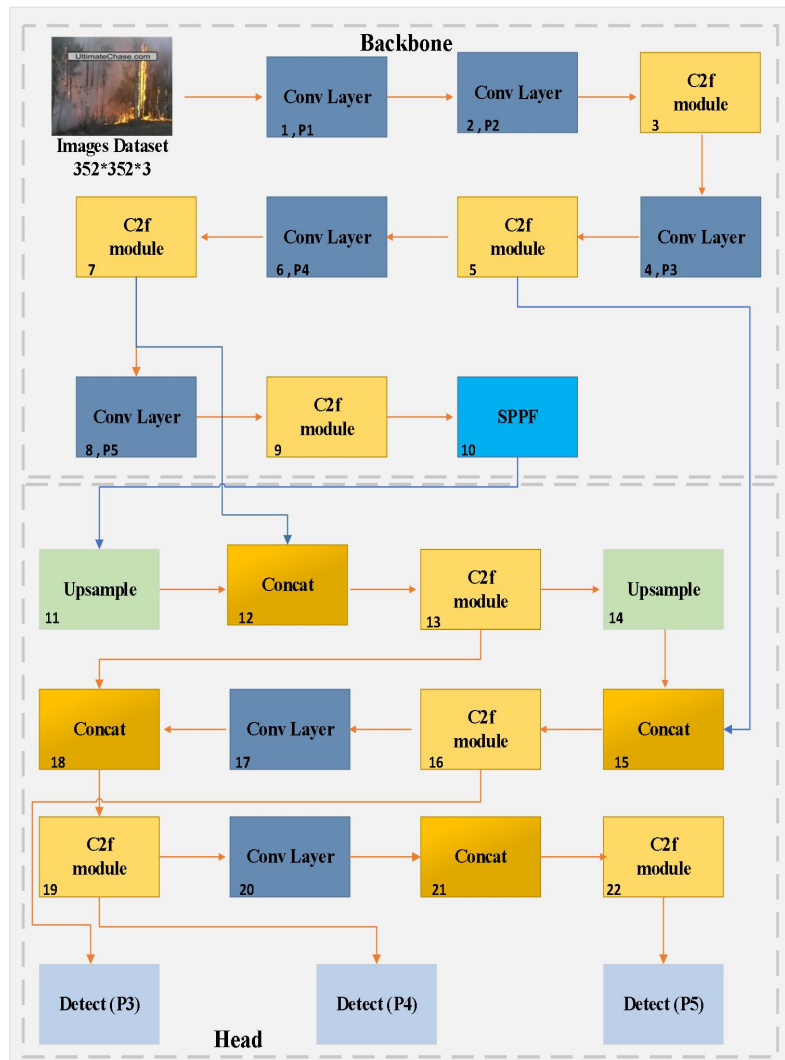 Backbone
UltimateChase.com
Images Dataset
352*352*3
Conv Layer
1 , P1
Conv Layer
2 , P2
C2f
module
3
C2f
module
7
Conv Layer
6 , P4
C2f
module
5
Conv Layer
4 , P3
Conv Layer
8 , P5
C2f
module
9
SPPF
10
Upsample
11
Concat
12
C2f
module
13
Upsample
14
Concat
18
Conv Layer
17
C2f
module
16
Concat
15
C2f
module
19
Conv Layer
20
Concat
21
C2f
module
22
Detect (P3)
Detect (P4)
Detect (P5)
Head